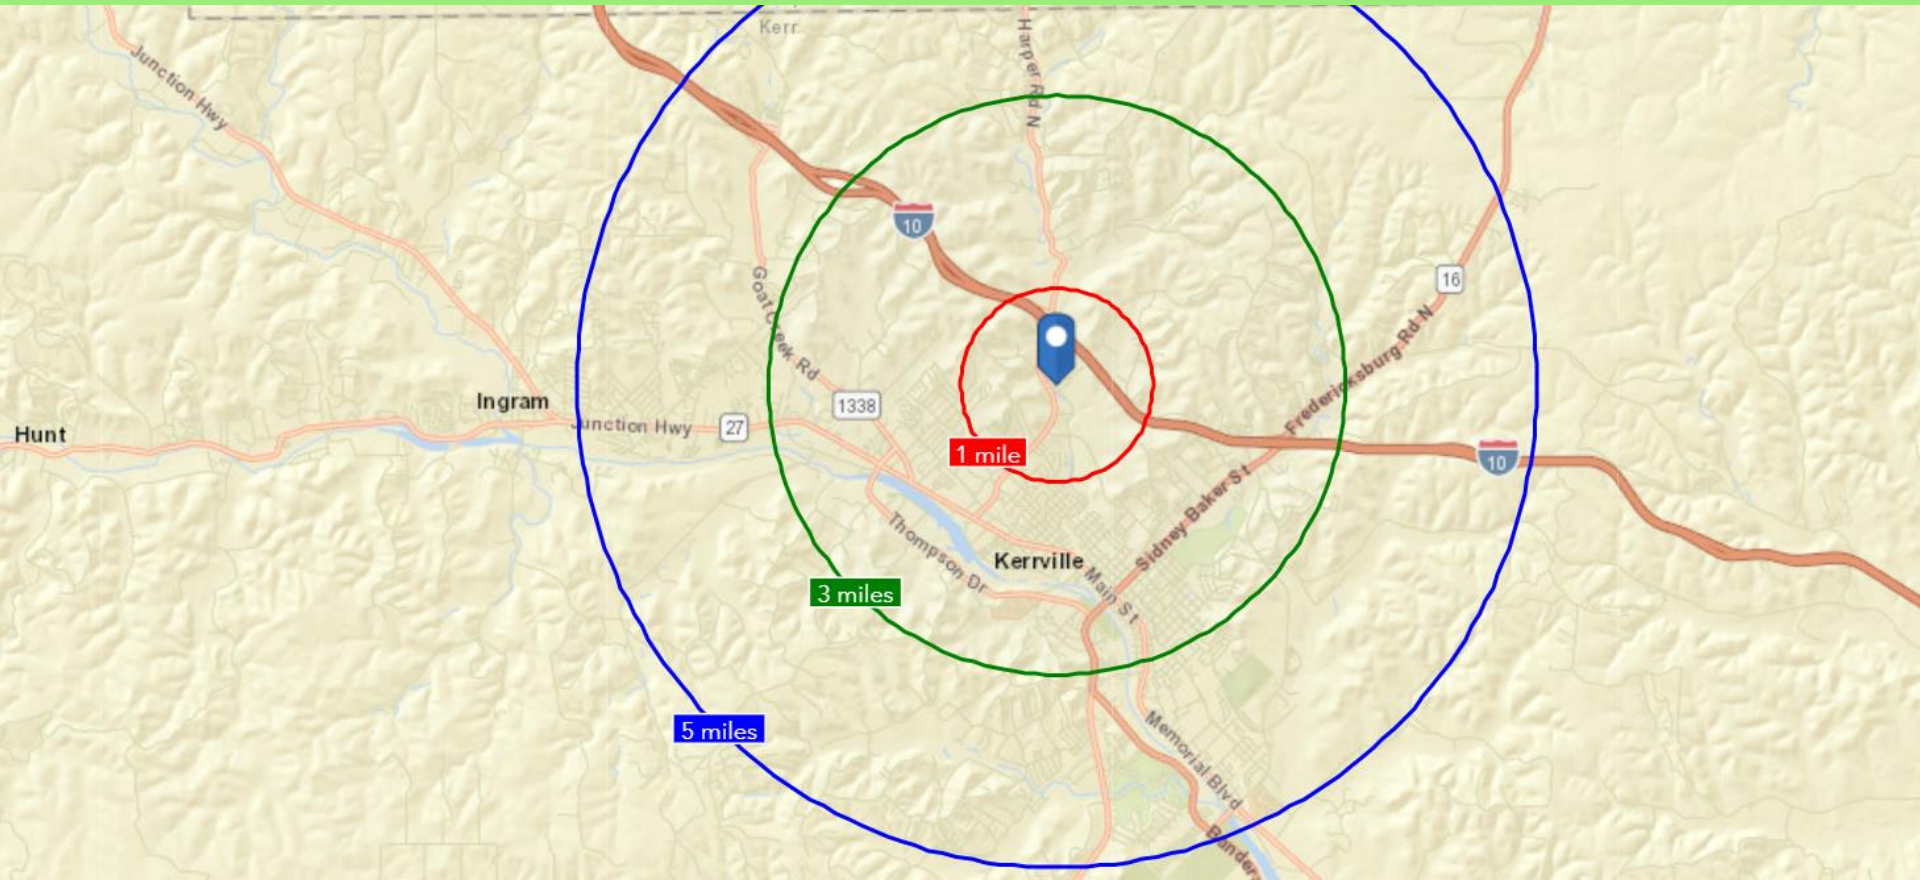 Kerr
Harper Rd N
Junction Hwy
10
16
Goat Creek Rd
Fredericksburg Rd N
Ingram
1338
Hunt
Junction Hwy
27
1 mile
10
Sidney Baker St
Thompson Dr
Kerrville
Main St
3 miles
5 miles
Memorial Blvd
Bandera